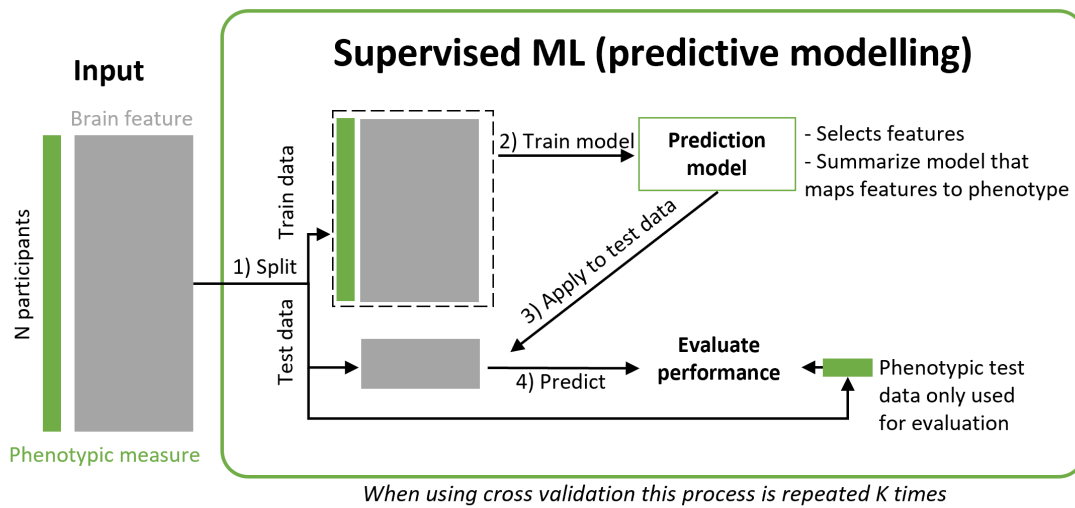 Supervised ML (predictive modelling)
Input
Brain feature
N participants
Phenotypic measure
1) Split
Train data
Test data
2) Train model
Prediction
model
- Selects features
- Summarize model that
maps features to phenotype
3) Apply to test data
4) Predict
Evaluate
performance
Phenotypic test
data only used
for evaluation
When using cross validation this process is repeated K times